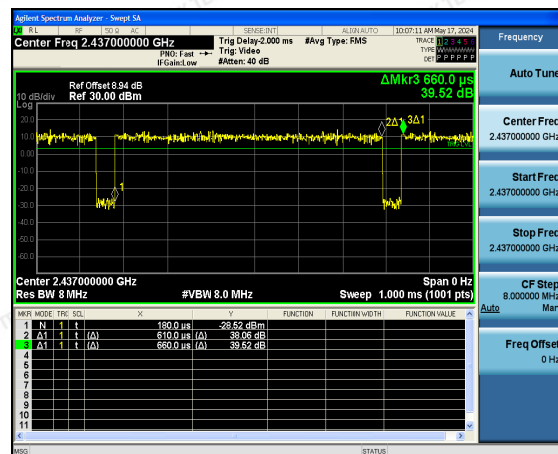 Agilent Spectrum Analyzer - Swept SA
RL RF 50 Ω AC SENSE:INT ALIGNAUTO 10:07:11 AM May 17, 2024
Center Freq 2.437000000 GHz
PNO: Fast
IFGain:Low
Trig Delay-2.000 ms
Trig: Video
#Atten: 40 dB
#Avg Type: RMS
TRACE 1 2 3 4 5 6
TYPE
DET P P P P P P
Frequency
Auto Tune
Center Freq
2.437000000 GHz
Start Freq
2.437000000 GHz
Stop Freq
2.437000000 GHz
CF Step
8.000000 MHz
Auto Man
Freq Offset
0 Hz
Ref Offset 8.94 dB
10 dB/div Ref 30.00 dBm
ΔMkr3 660.0 µs
39.52 dB
Log
20.0
10.0
0.00
-10.0
-20.0
-30.0
-40.0
-50.0
-60.0
1
2Δ1
3Δ1
TRIG LVL
Center 2.437000000 GHz Span 0 Hz
Res BW 8 MHz #VBW 8.0 MHz Sweep 1.000 ms (1001 pts)
MKR MODE TRC SCL X Y FUNCTION FUNCTION WIDTH FUNCTION VALUE
1 N 1 t 180.0 µs -28.52 dBm
2 Δ1 1 t (Δ) 610.0 µs (Δ) 38.06 dB
3 Δ1 1 t (Δ) 660.0 µs (Δ) 39.52 dB
4
5
6
7
8
9
10
11
MSG STATUS